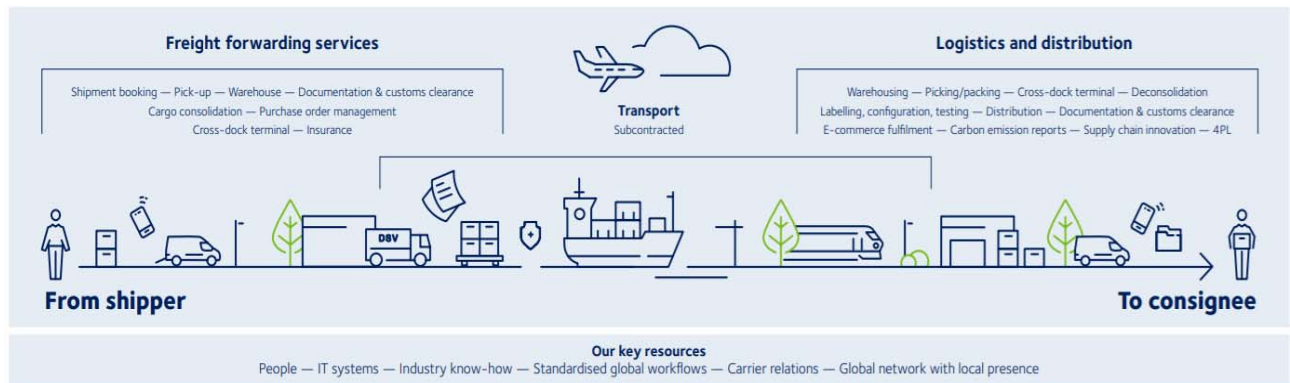 Freight forwarding services
Shipment booking — Pick-up — Warehouse — Documentation & customs clearance
Cargo consolidation — Purchase order management
Cross-dock terminal — Insurance
Transport
Subcontracted
Logistics and distribution
Warehousing — Picking/packing — Cross-dock terminal — Deconsolidation
Labelling, configuration, testing — Distribution — Documentation & customs clearance
E-commerce fulfilment — Carbon emission reports — Supply chain innovation — 4PL
DSV
From shipper
To consignee
Our key resources
People — IT systems — Industry know-how — Standardised global workflows — Carrier relations — Global network with local presence